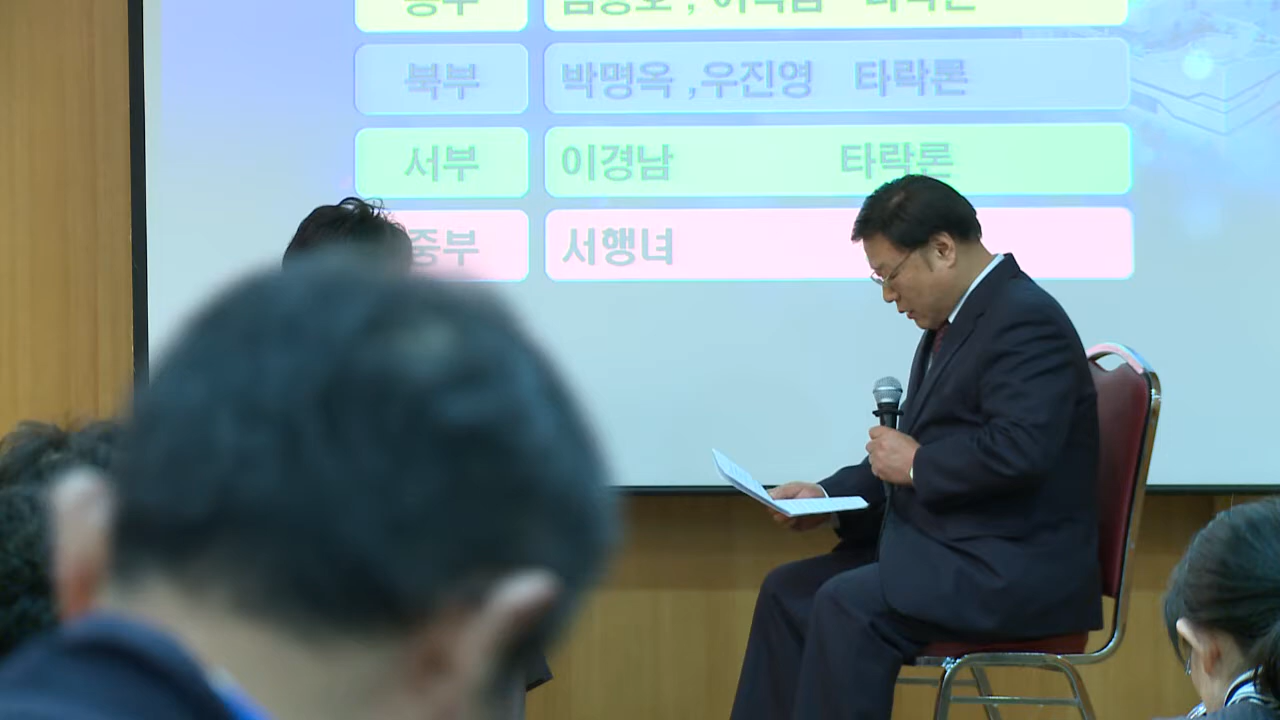 북부 박명옥 ,우진영 타락론
서부 이경남 타락론
중부 서행녀